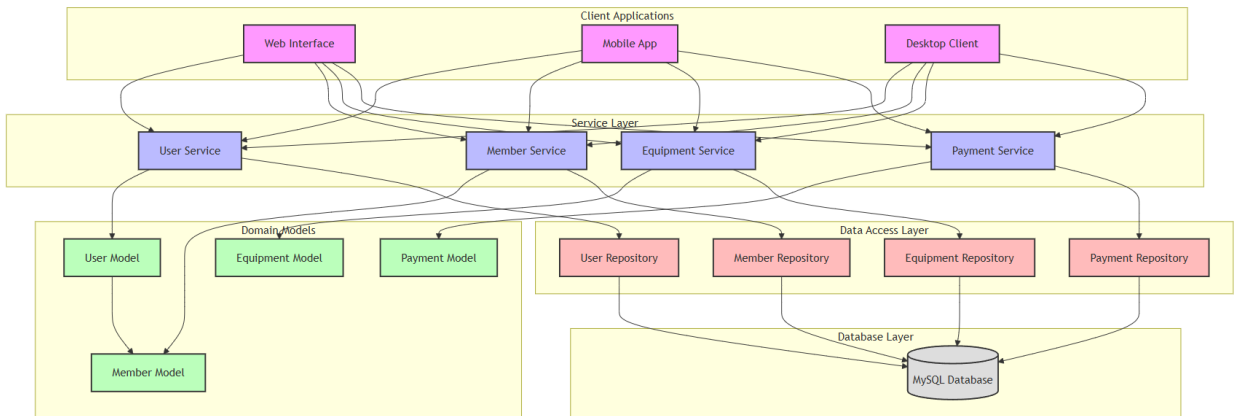 Client Applications
Web Interface
Mobile App
Desktop Client
Service Layer
User Service
Member Service
Equipment Service
Payment Service
Domain Models
User Model
Equipment Model
Payment Model
Member Model
Data Access Layer
User Repository
Member Repository
Equipment Repository
Payment Repository
Database Layer
MySQL Database